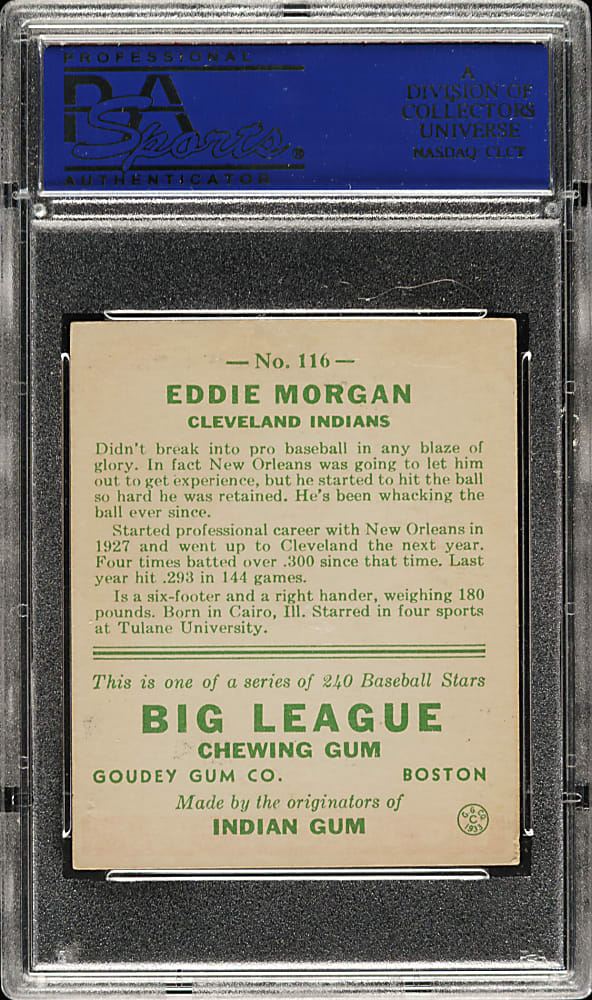 PROFESSIONAL
PSA
Sports®
AUTHENTICATOR
A
DIVISION OF
COLLECTORS
UNIVERSE
NASDAQ: CLCT
— No. 116 —
EDDIE MORGAN
CLEVELAND INDIANS
Didn't break into pro baseball in any blaze of
glory. In fact New Orleans was going to let him
out to get experience, but he started to hit the ball
so hard he was retained. He's been whacking the
ball ever since.
Started professional career with New Orleans in
1927 and went up to Cleveland the next year.
Four times batted over .300 since that time. Last
year hit .293 in 144 games.
Is a six-footer and a right hander, weighing 180
pounds. Born in Cairo, Ill. Starred in four sports
at Tulane University.
This is one of a series of 240 Baseball Stars
BIG LEAGUE
CHEWING GUM
GOUDEY GUM CO. BOSTON
Made by the originators of
INDIAN GUM
G. G. CO.
C
1933